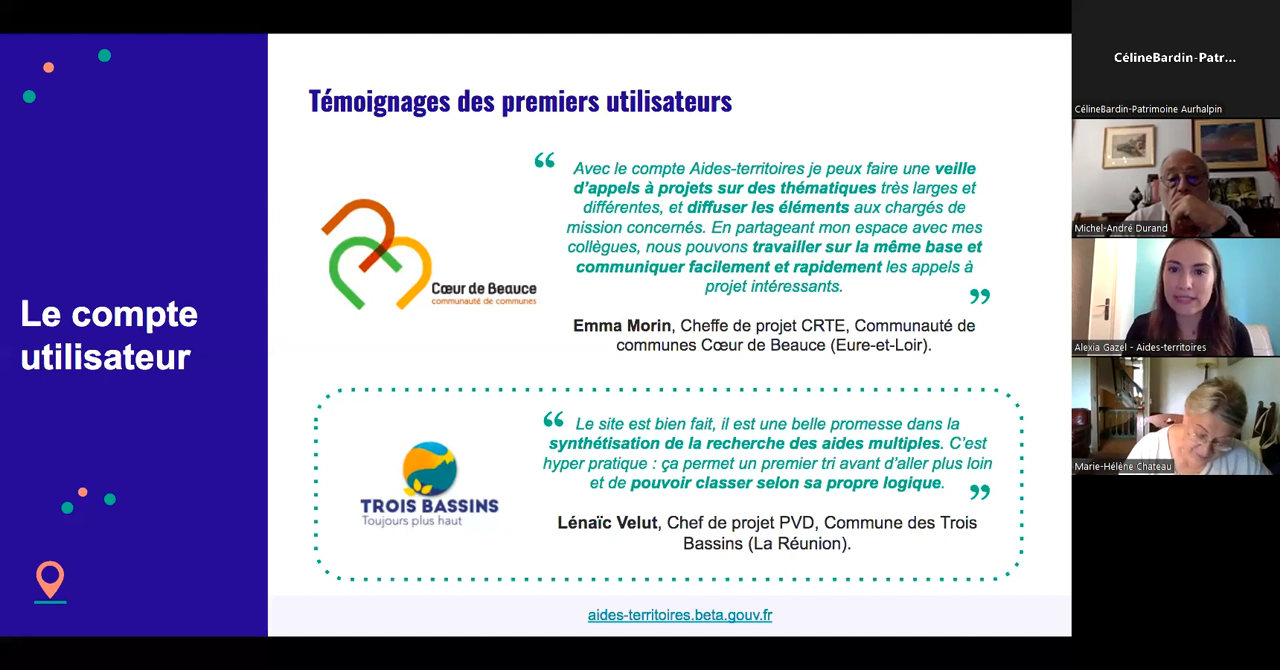 Le compte
utilisateur
Témoignages des premiers utilisateurs
“ Avec le compte Aides-territoires je peux faire une veille
d’appels à projets sur des thématiques très larges et
différentes, et diffuser les éléments aux chargés de
mission concernés. En partageant mon espace avec mes
collègues, nous pouvons travailler sur la même base et
communiquer facilement et rapidement les appels à
projet intéressants. ”
Cœur de Beauce
communauté de communes
Emma Morin, Cheffe de projet CRTE, Communauté de
communes Cœur de Beauce (Eure-et-Loir).
“ Le site est bien fait, il est une belle promesse dans la
synthétisation de la recherche des aides multiples. C’est
hyper pratique : ça permet un premier tri avant d’aller plus loin
et de pouvoir classer selon sa propre logique. ”
TROIS BASSINS
Toujours plus haut
Lénaïc Velut, Chef de projet PVD, Commune des Trois
Bassins (La Réunion).
aides-territoires.beta.gouv.fr
CélineBardin-Patr...
CélineBardin-Patrimoine Aurhalpin
Michel-André Durand
Alexia Gazel - Aides-territoires
Marie-Hélène Chateau